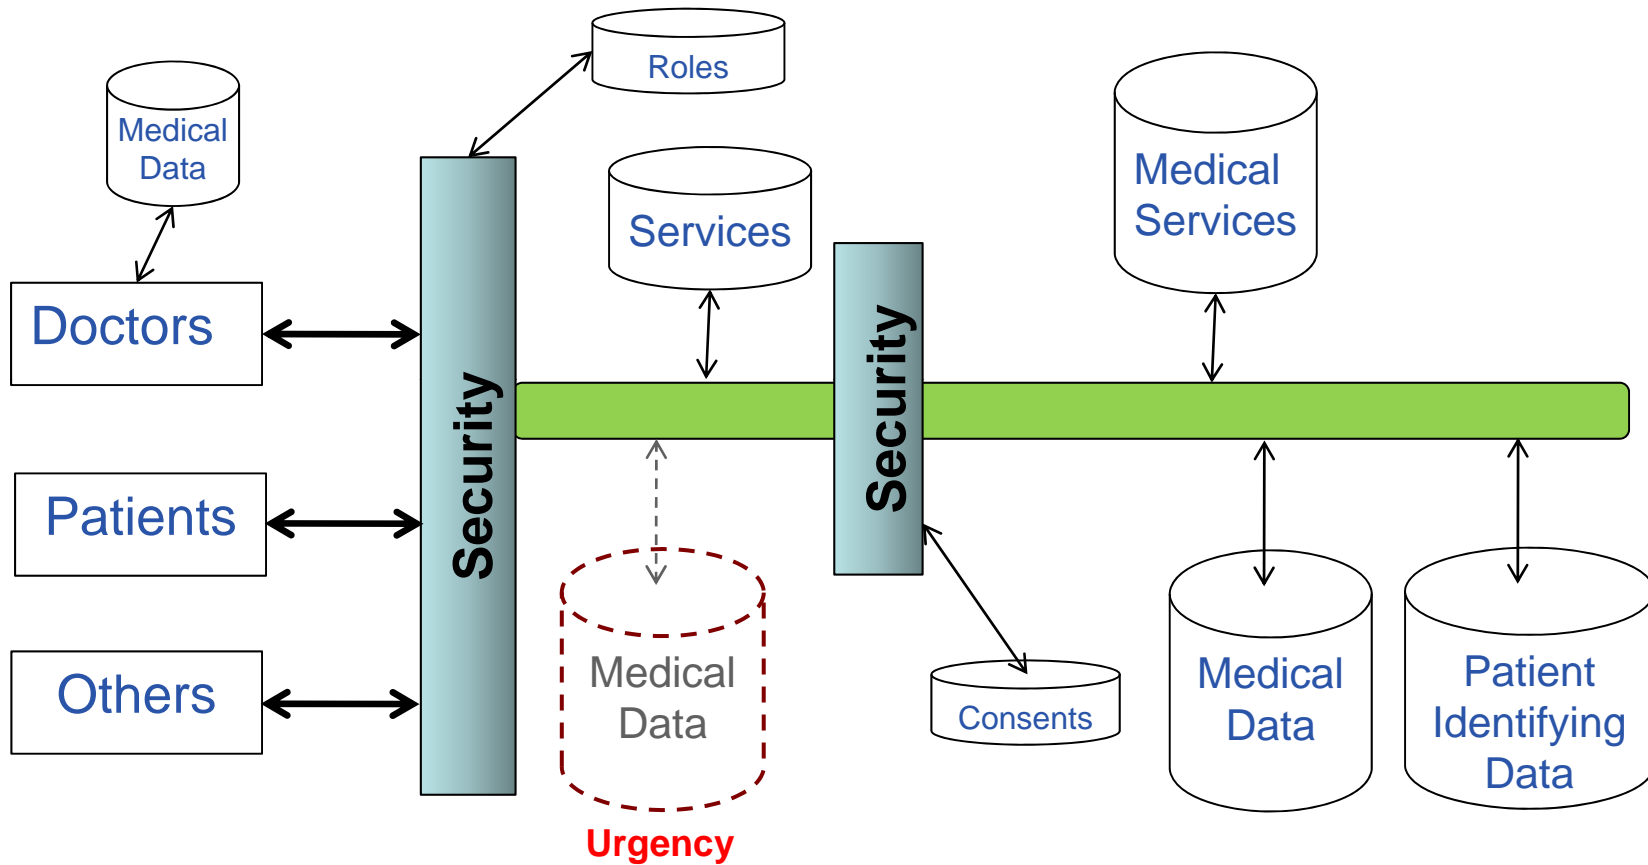 Roles
Medical
Data
Services
Medical
Services
Doctors
Security
Security
Patients
Others
Medical
Data
Urgency
Consents
Medical
Data
Patient
Identifying
Data